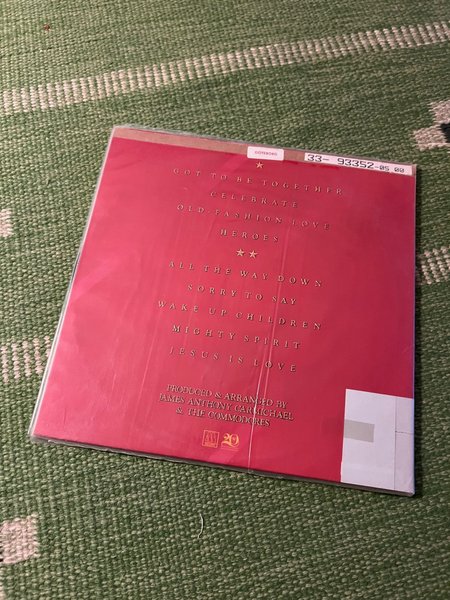 GÖTEBORG
33- 93352-05 00
GOT TO BE TOGETHER
CELEBRATE
OLD-FASHION LOVE
HEROES
ALL THE WAY DOWN
SORRY TO SAY
WAKE UP CHILDREN
MIGHTY SPIRIT
JESUS IS LOVE
PRODUCED & ARRANGED BY
JAMES ANTHONY CARMICHAEL
& THE COMMODORES
20